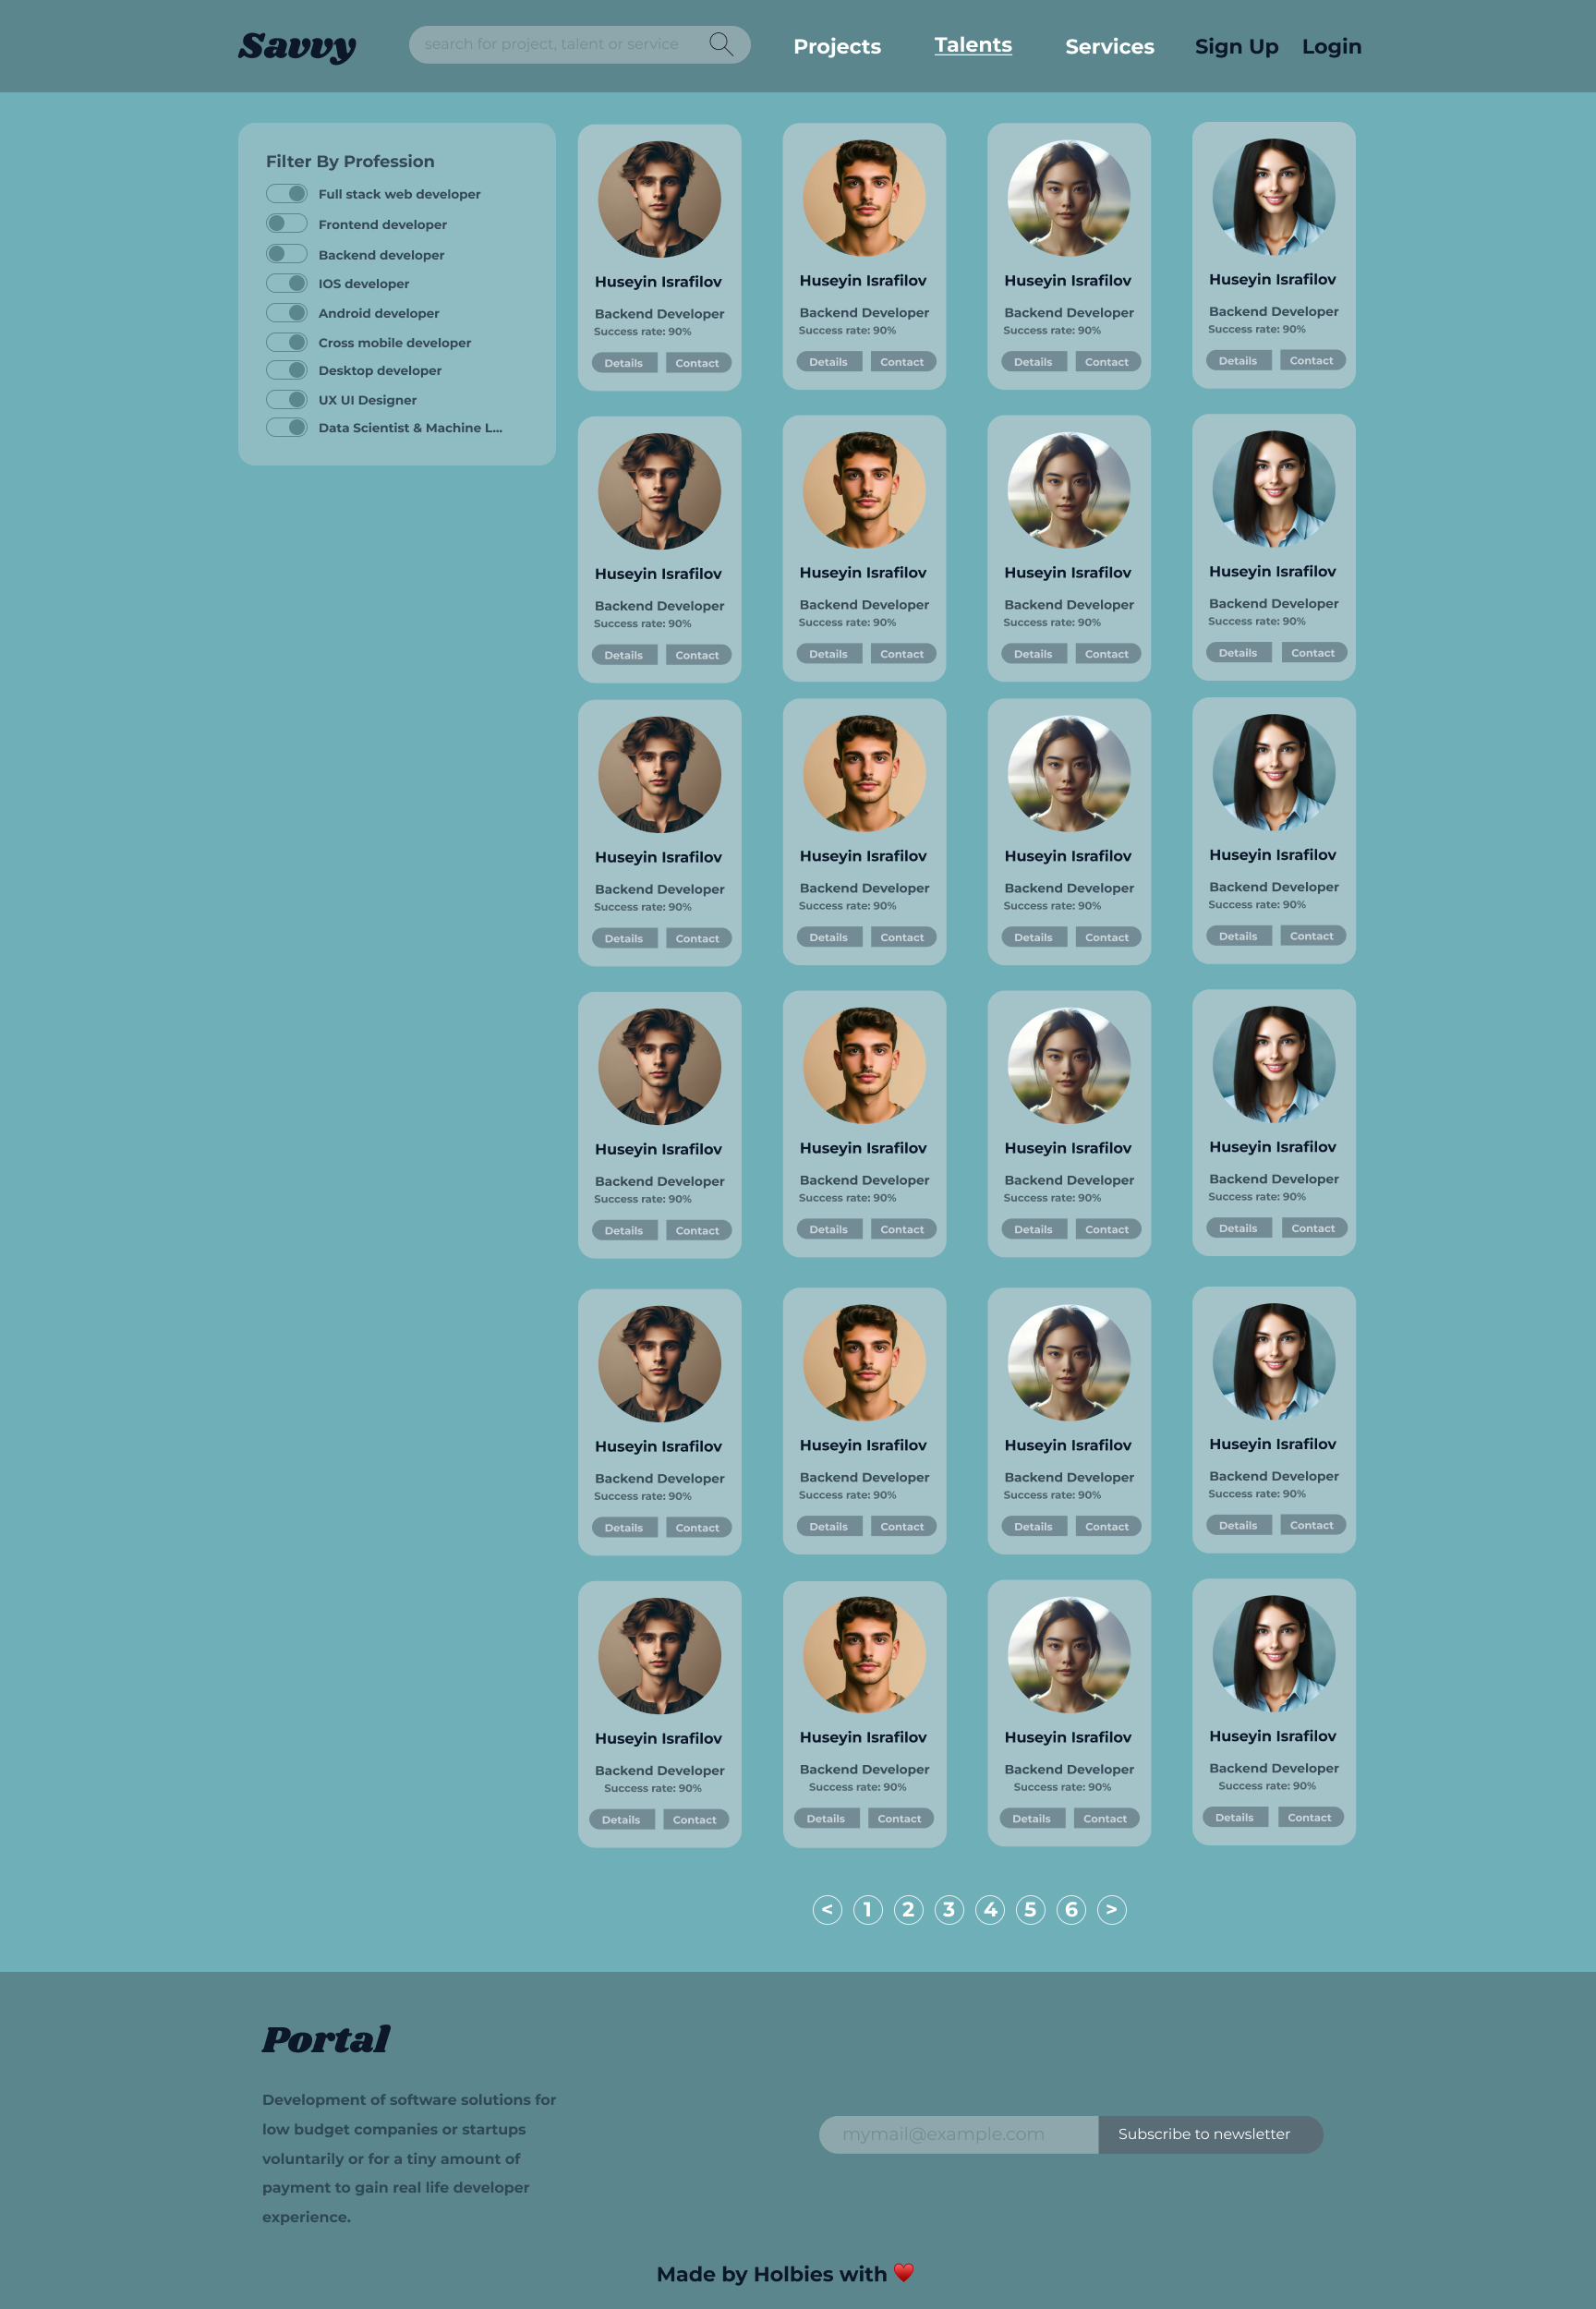 Savvy
search for project, talent or service
Projects
Talents
Services
Sign Up
Login
Filter By Profession
Full stack web developer
Frontend developer
Backend developer
IOS developer
Android developer
Cross mobile developer
Desktop developer
UX UI Designer
Data Scientist & Machine L...
Huseyin Israfilov Huseyin Israfilov Huseyin Israfilov Huseyin Israfilov
Backend Developer Backend Developer Backend Developer Backend Developer
Success rate: 90% Success rate: 90% Success rate: 90% Success rate: 90%
Details Contact Details Contact Details Contact Details Contact
Huseyin Israfilov Huseyin Israfilov Huseyin Israfilov Huseyin Israfilov
Backend Developer Backend Developer Backend Developer Backend Developer
Success rate: 90% Success rate: 90% Success rate: 90% Success rate: 90%
Details Contact Details Contact Details Contact Details Contact
Huseyin Israfilov Huseyin Israfilov Huseyin Israfilov Huseyin Israfilov
Backend Developer Backend Developer Backend Developer Backend Developer
Success rate: 90% Success rate: 90% Success rate: 90% Success rate: 90%
Details Contact Details Contact Details Contact Details Contact
Huseyin Israfilov Huseyin Israfilov Huseyin Israfilov Huseyin Israfilov
Backend Developer Backend Developer Backend Developer Backend Developer
Success rate: 90% Success rate: 90% Success rate: 90% Success rate: 90%
Details Contact Details Contact Details Contact Details Contact
Huseyin Israfilov Huseyin Israfilov Huseyin Israfilov Huseyin Israfilov
Backend Developer Backend Developer Backend Developer Backend Developer
Success rate: 90% Success rate: 90% Success rate: 90% Success rate: 90%
Details Contact Details Contact Details Contact Details Contact
Huseyin Israfilov Huseyin Israfilov Huseyin Israfilov Huseyin Israfilov
Backend Developer Backend Developer Backend Developer Backend Developer
Success rate: 90% Success rate: 90% Success rate: 90% Success rate: 90%
Details Contact Details Contact Details Contact Details Contact
< 1 2 3 4 5 6 >
Portal
Development of software solutions for
low budget companies or startups
voluntarily or for a tiny amount of
payment to gain real life developer
experience.
mymail@example.com
Subscribe to newsletter
Made by Holbies with ❤️